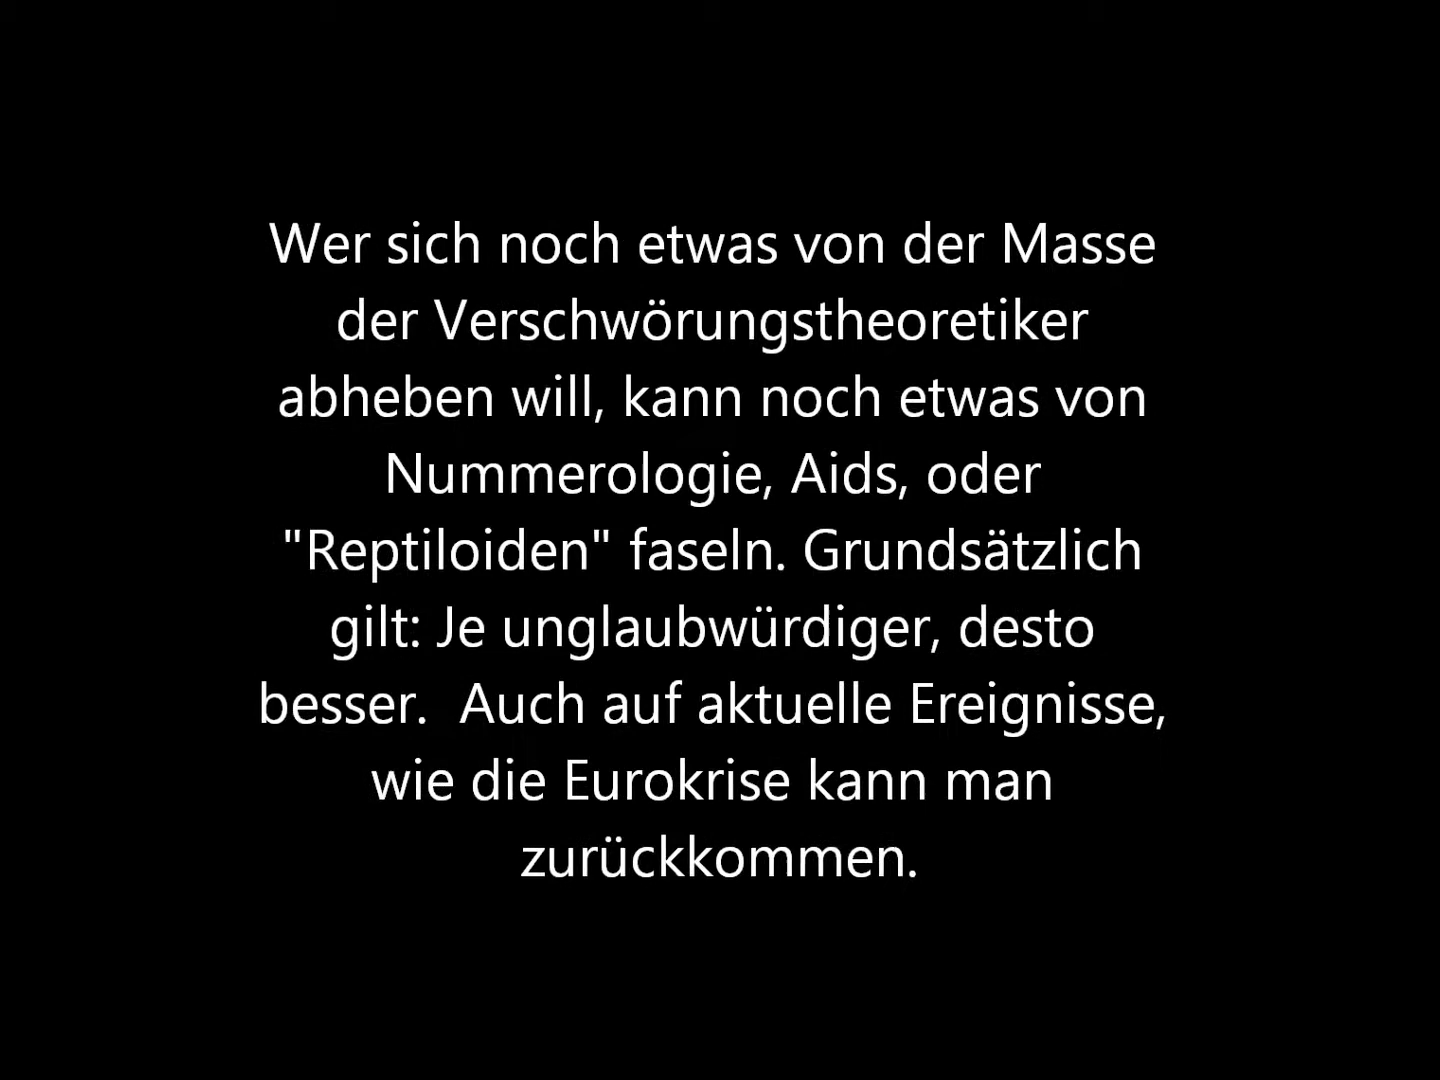 Wer sich noch etwas von der Masse
der Verschwörungstheoretiker
abheben will, kann noch etwas von
Nummerologie, Aids, oder
"Reptiloiden" faseln. Grundsätzlich
gilt: Je unglaubwürdiger, desto
besser.  Auch auf aktuelle Ereignisse,
wie die Eurokrise kann man
zurückkommen.